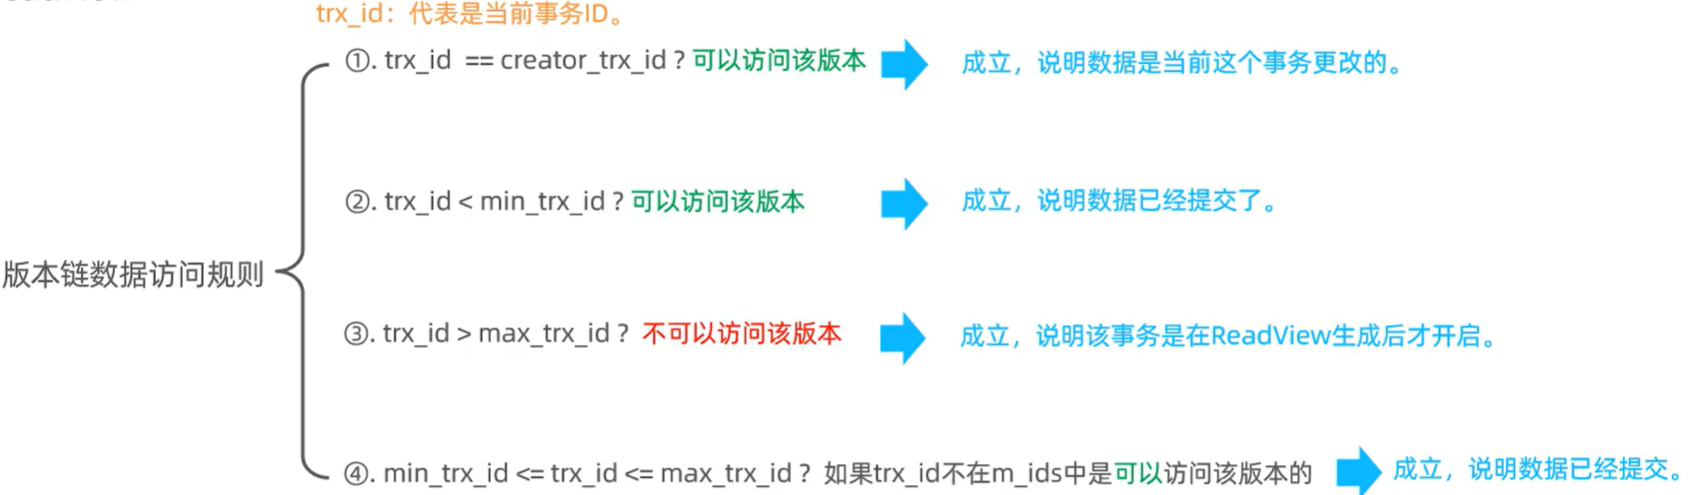 trx_id：代表是当前事务ID。
①. trx_id == creator_trx_id ? 可以访问该版本 成立，说明数据是当前这个事务更改的。
②. trx_id < min_trx_id ? 可以访问该版本 成立，说明数据已经提交了。
版本链数据访问规则
③. trx_id > max_trx_id ? 不可以访问该版本 成立，说明该事务是在ReadView生成后才开启。
④. min_trx_id <= trx_id <= max_trx_id ? 如果trx_id不在m_ids中是可以访问该版本的 成立，说明数据已经提交。